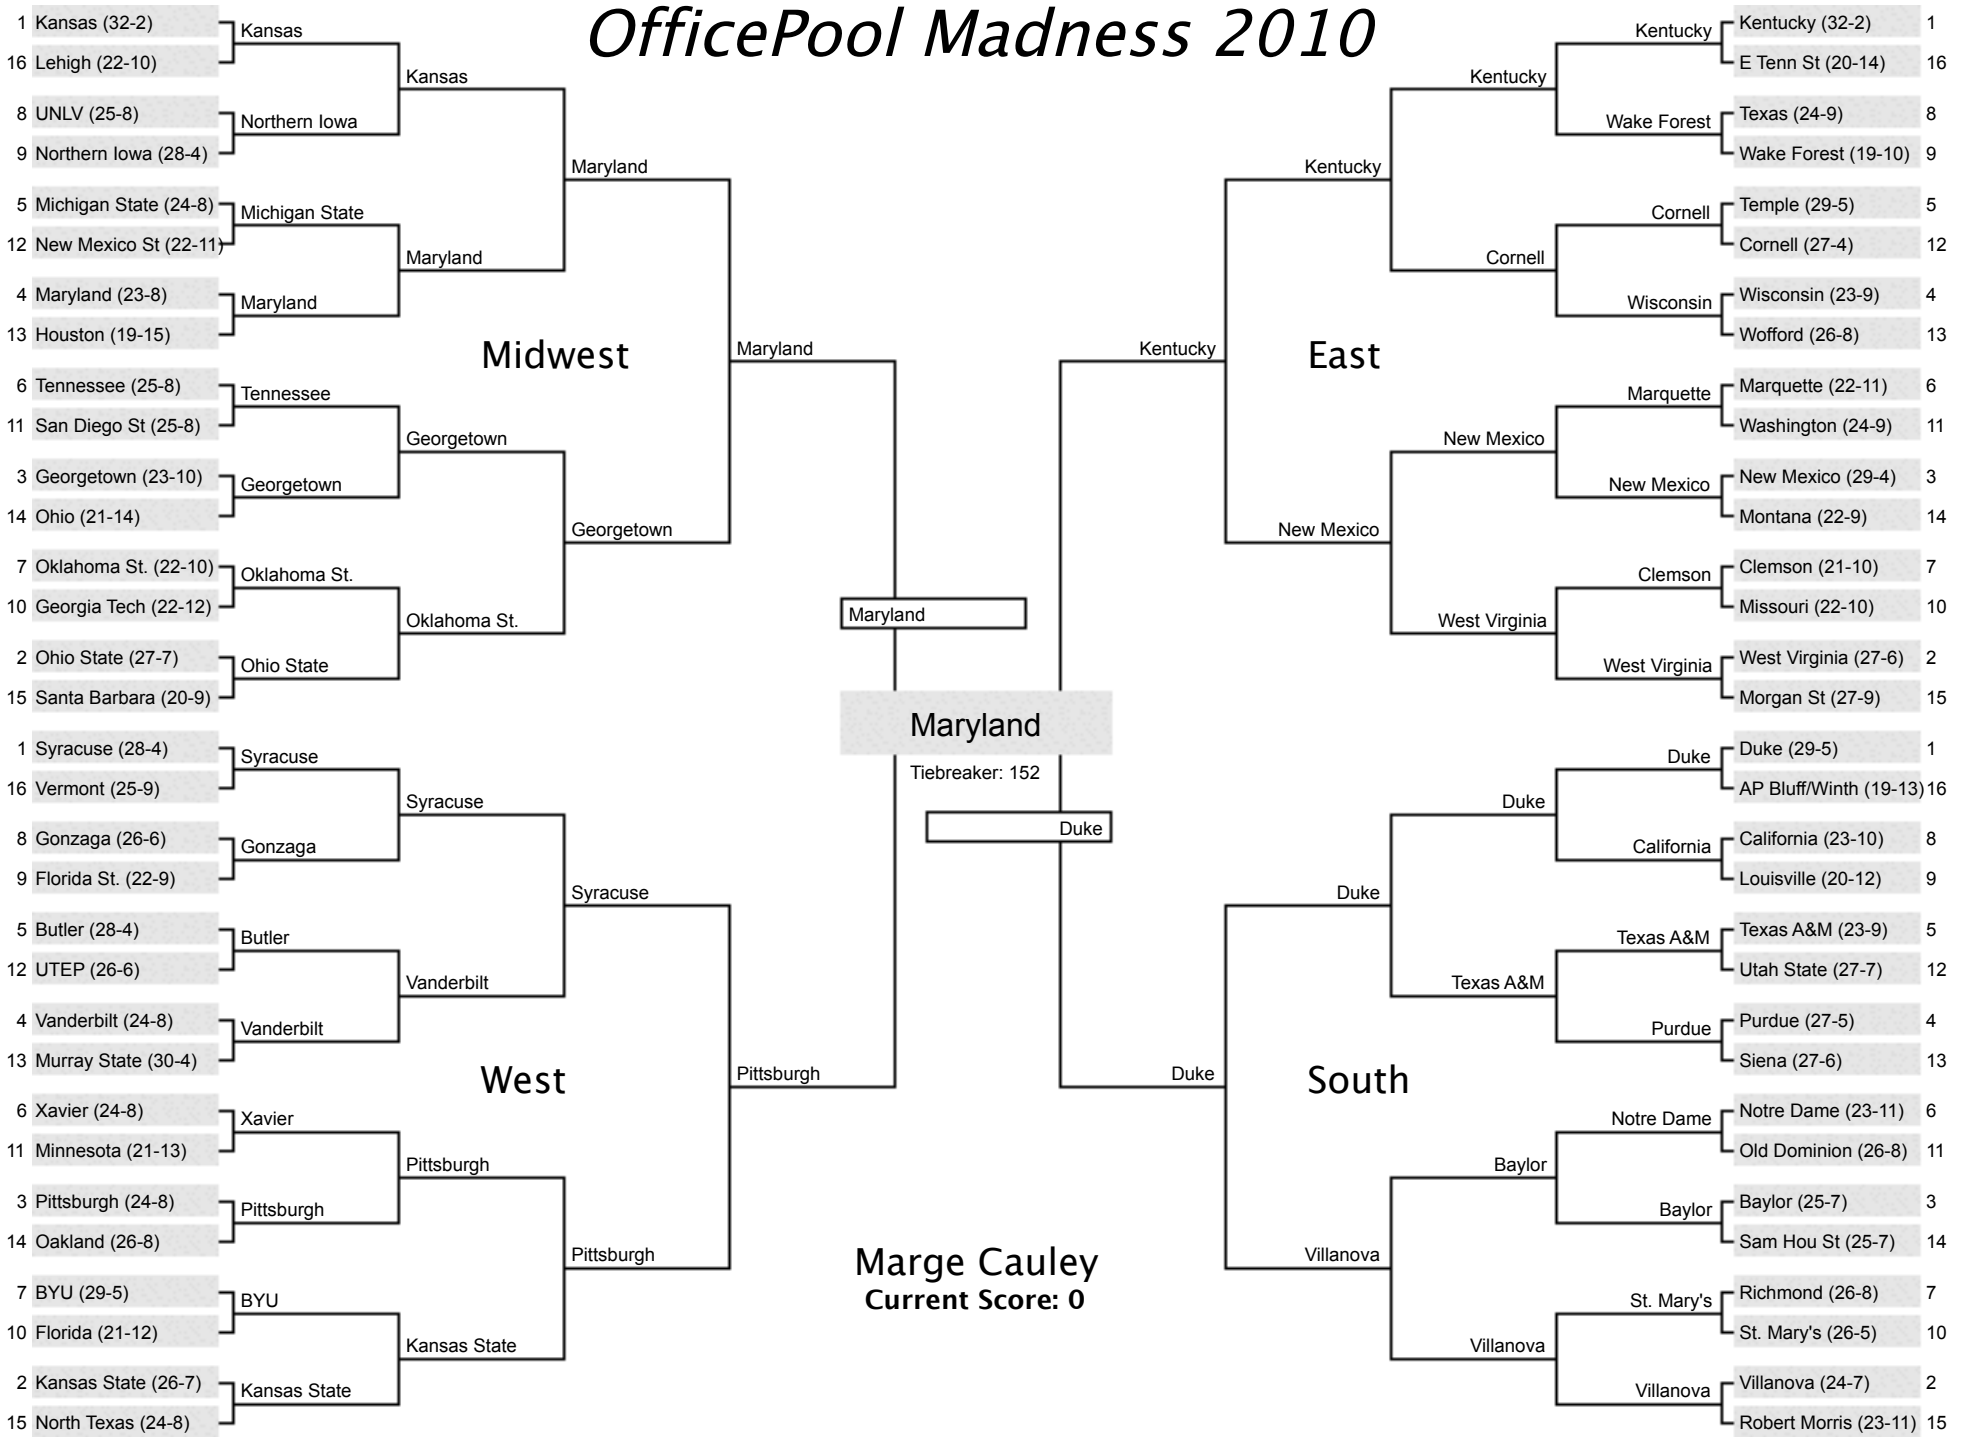 OfficePool Madness 2010
1 Kansas (32-2)
16 Lehigh (22-10)
8 UNLV (25-8)
9 Northern Iowa (28-4)
5 Michigan State (24-8)
12 New Mexico St (22-11)
4 Maryland (23-8)
13 Houston (19-15)
6 Tennessee (25-8)
11 San Diego St (25-8)
3 Georgetown (23-10)
14 Ohio (21-14)
7 Oklahoma St. (22-10)
10 Georgia Tech (22-12)
2 Ohio State (27-7)
15 Santa Barbara (20-9)
Kansas
Northern Iowa
Michigan State
Maryland
Tennessee
Georgetown
Oklahoma St.
Ohio State
Kansas
Maryland
Georgetown
Oklahoma St.
Maryland
Georgetown
Midwest
Maryland
1 Syracuse (28-4)
16 Vermont (25-9)
8 Gonzaga (26-6)
9 Florida St. (22-9)
5 Butler (28-4)
12 UTEP (26-6)
4 Vanderbilt (24-8)
13 Murray State (30-4)
6 Xavier (24-8)
11 Minnesota (21-13)
3 Pittsburgh (24-8)
14 Oakland (26-8)
7 BYU (29-5)
10 Florida (21-12)
2 Kansas State (26-7)
15 North Texas (24-8)
Syracuse
Gonzaga
Butler
Vanderbilt
Xavier
Pittsburgh
BYU
Kansas State
Syracuse
Vanderbilt
Pittsburgh
Kansas State
Syracuse
Pittsburgh
West
Pittsburgh
Maryland
Maryland
Tiebreaker: 152
Duke
Marge Cauley
Current Score: 0
Kentucky
East
Kentucky
New Mexico
Kentucky
Cornell
New Mexico
West Virginia
Kentucky
Wake Forest
Cornell
Wisconsin
Marquette
New Mexico
Clemson
West Virginia
Kentucky (32-2) 1
E Tenn St (20-14) 16
Texas (24-9) 8
Wake Forest (19-10) 9
Temple (29-5) 5
Cornell (27-4) 12
Wisconsin (23-9) 4
Wofford (26-8) 13
Marquette (22-11) 6
Washington (24-9) 11
New Mexico (29-4) 3
Montana (22-9) 14
Clemson (21-10) 7
Missouri (22-10) 10
West Virginia (27-6) 2
Morgan St (27-9) 15
Duke
South
Duke
Villanova
Duke
Texas A&M
Baylor
Villanova
Duke
California
Texas A&M
Purdue
Notre Dame
Baylor
St. Mary's
Villanova
Duke (29-5) 1
AP Bluff/Winth (19-13) 16
California (23-10) 8
Louisville (20-12) 9
Texas A&M (23-9) 5
Utah State (27-7) 12
Purdue (27-5) 4
Siena (27-6) 13
Notre Dame (23-11) 6
Old Dominion (26-8) 11
Baylor (25-7) 3
Sam Hou St (25-7) 14
Richmond (26-8) 7
St. Mary's (26-5) 10
Villanova (24-7) 2
Robert Morris (23-11) 15